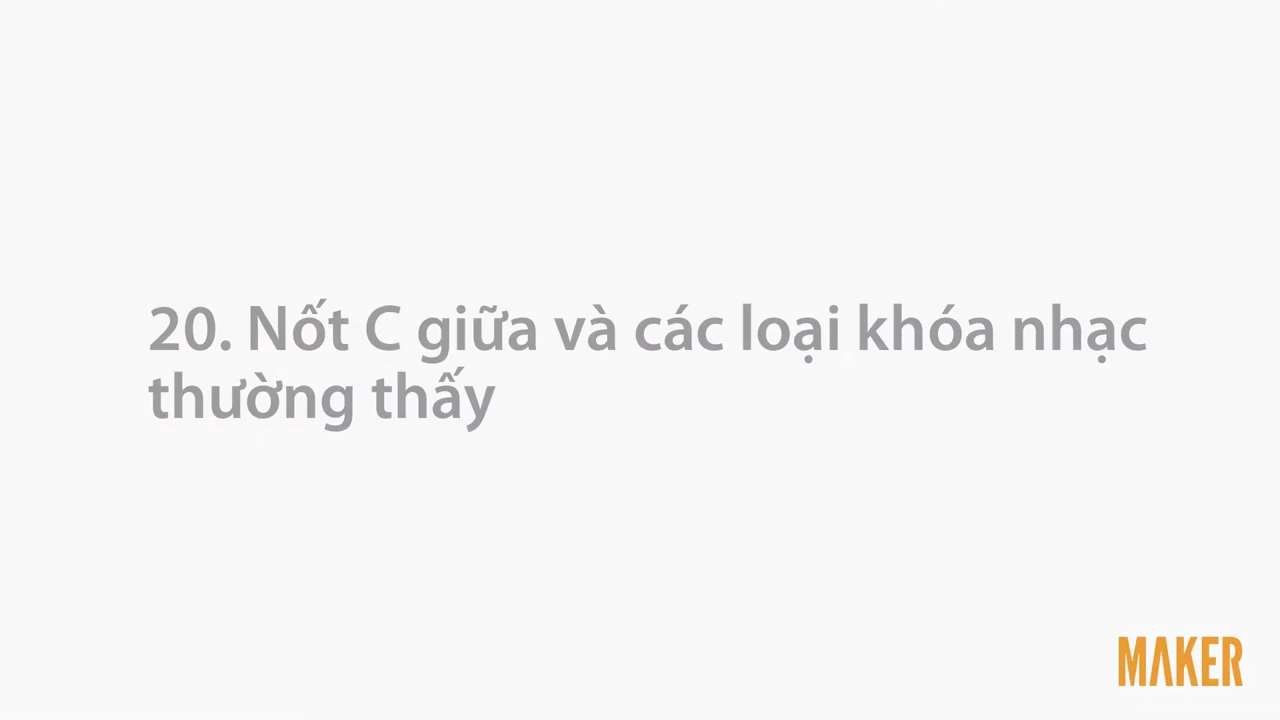 20. Nốt C giữa và các loại khóa nhạc
thường thấy
MAKER